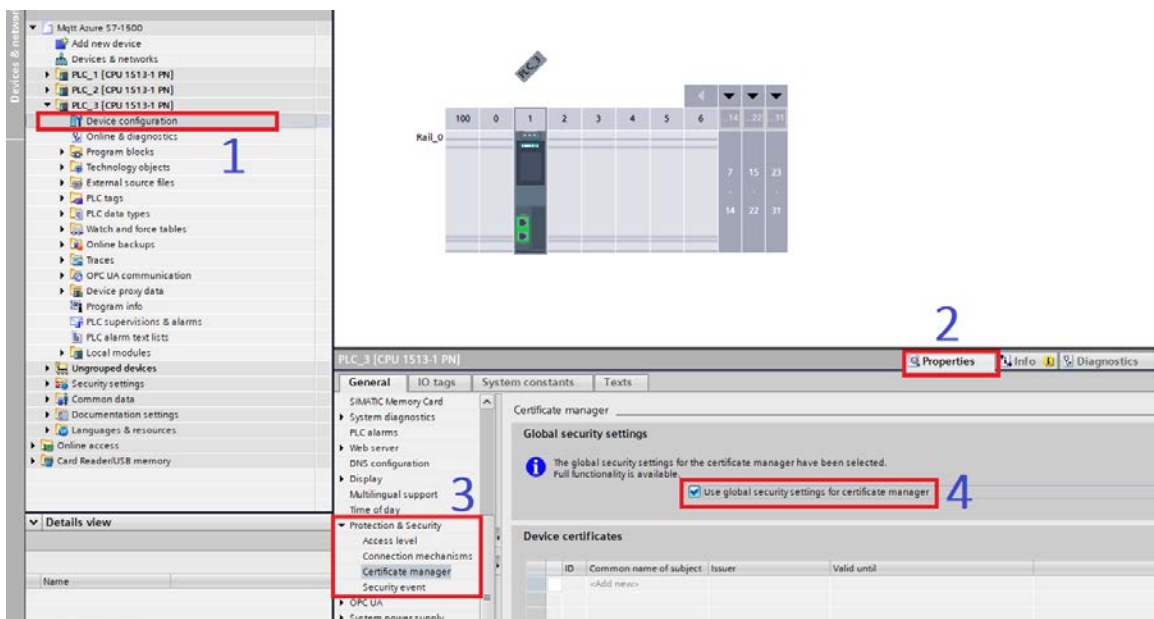 Devices & networks
Mqtt Azure S7-1500
Add new device
Devices & networks
PLC_1 [CPU 1513-1 PN]
PLC_2 [CPU 1513-1 PN]
PLC_3 [CPU 1513-1 PN]
Device configuration
1
Online & diagnostics
Program blocks
Technology objects
External source files
PLC tags
PLC data types
Watch and force tables
Online backups
Traces
OPC UA communication
Device proxy data
Program info
PLC supervisions & alarms
PLC alarm text lists
Local modules
Ungrouped devices
Security settings
Common data
Documentation settings
Languages & resources
Online access
Card Reader/USB memory
Details view
Name
PLC_3
100 0 1 2 3 4 5 6 ...14 ...22 ...31
Rail_0
SIEMENS
7 15 23
14 22 31
2
PLC_3 [CPU 1513-1 PN]
Properties Info Diagnostics
General IO tags System constants Texts
SIMATIC Memory Card
System diagnostics
PLC alarms
Web server
DNS configuration
Display
Multilingual support
Time of day
3
Protection & Security
Access level
Connection mechanisms
Certificate manager
Security event
OPC UA
System power supply
Certificate manager
Global security settings
The global security settings for the certificate manager have been selected.
Full functionality is available.
Use global security settings for certificate manager
4
Device certificates
ID Common name of subject Issuer Valid until
<Add new>